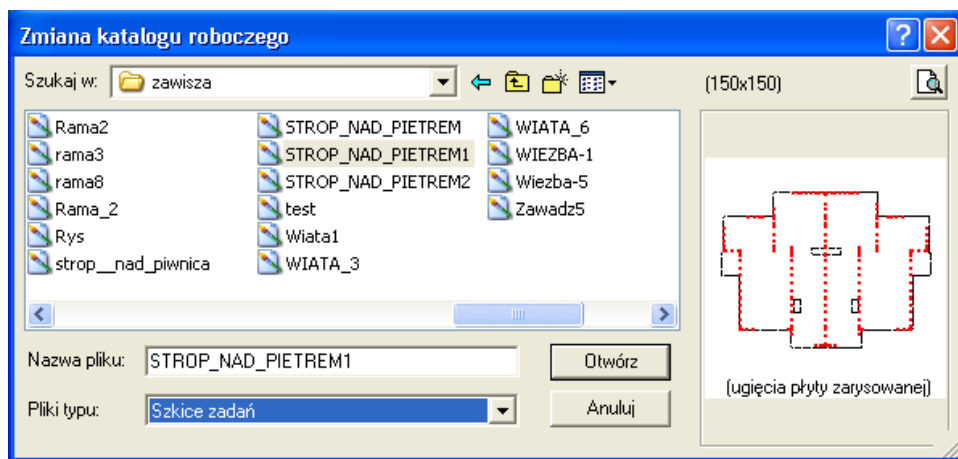 Zmiana katalogu roboczego
Szukaj w: zawisza (150x150)
Rama2 STROP_NAD_PIETREM WIATA_6
rama3 STROP_NAD_PIETREM1 WIEZBA-1
rama8 STROP_NAD_PIETREM2 Wiezba-5
Rama_2 test Zawadz5
Rys Wiata1
strop__nad_piwnica WIATA_3
Nazwa pliku: STROP_NAD_PIETREM1 Otwórz
(ugięcia płyty zarysowanej)
Pliki typu: Szkice zadań Anuluj